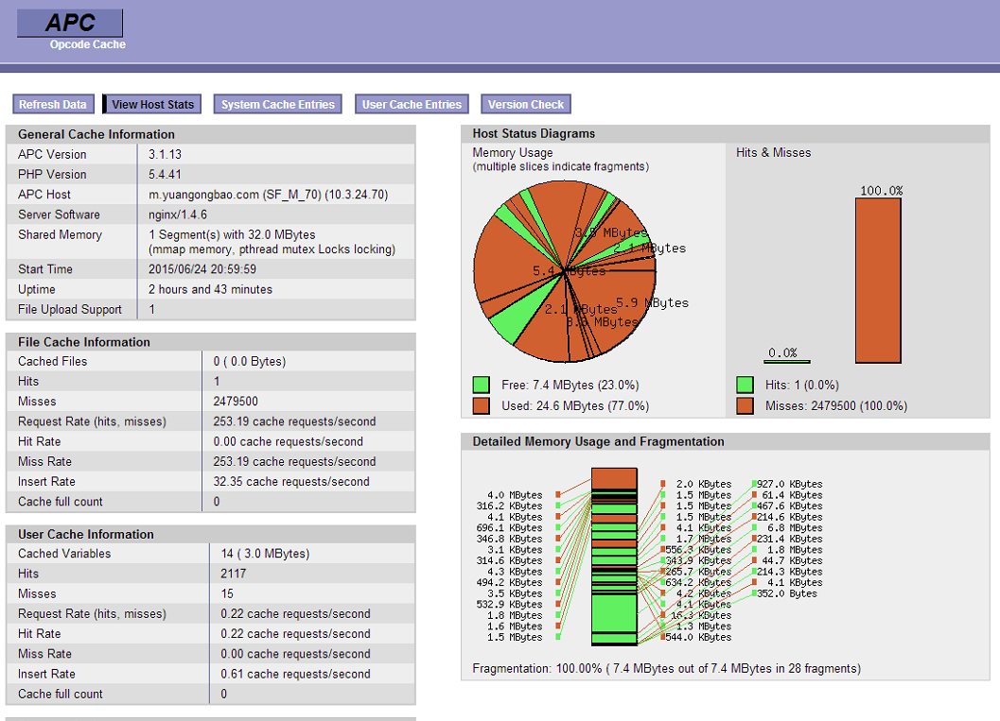 APC
Opcode Cache
Refresh Data
View Host Stats
System Cache Entries
User Cache Entries
Version Check
General Cache Information
APC Version 3.1.13
PHP Version 5.4.41
APC Host m.yuangongbao.com (SF_M_70) (10.3.24.70)
Server Software nginx/1.4.6
Shared Memory 1 Segment(s) with 32.0 MBytes
(mmap memory, pthread mutex Locks locking)
Start Time 2015/06/24 20:59:59
Uptime 2 hours and 43 minutes
File Upload Support 1
File Cache Information
Cached Files 0 ( 0.0 Bytes)
Hits 1
Misses 2479500
Request Rate (hits, misses) 253.19 cache requests/second
Hit Rate 0.00 cache requests/second
Miss Rate 253.19 cache requests/second
Insert Rate 32.35 cache requests/second
Cache full count 0
User Cache Information
Cached Variables 14 ( 3.0 MBytes)
Hits 2117
Misses 15
Request Rate (hits, misses) 0.22 cache requests/second
Hit Rate 0.22 cache requests/second
Miss Rate 0.00 cache requests/second
Insert Rate 0.61 cache requests/second
Cache full count 0
Host Status Diagrams
Memory Usage
(multiple slices indicate fragments)
MBytes
2.1 MBytes
5.4 MBytes
5.9 MBytes
2.1 MBytes
MBytes
Free: 7.4 MBytes (23.0%)
Used: 24.6 MBytes (77.0%)
Hits & Misses
100.0%
0.0%
Hits: 1 (0.0%)
Misses: 2479500 (100.0%)
Detailed Memory Usage and Fragmentation
4.0 MBytes
316.2 KBytes
4.1 KBytes
696.1 KBytes
346.8 KBytes
3.1 KBytes
314.6 KBytes
4.3 KBytes
494.2 KBytes
3.5 KBytes
532.9 KBytes
1.8 MBytes
1.6 MBytes
1.5 MBytes
2.0 KBytes
1.5 MBytes
1.5 MBytes
1.5 MBytes
4.1 KBytes
1.7 MBytes
556.3 KBytes
343.9 KBytes
265.7 KBytes
634.2 KBytes
4.2 KBytes
4.1 KBytes
16.3 KBytes
1.3 MBytes
544.0 KBytes
927.0 KBytes
61.4 KBytes
467.6 KBytes
214.6 KBytes
6.8 MBytes
231.4 KBytes
1.8 MBytes
44.7 KBytes
214.3 KBytes
4.1 KBytes
352.0 Bytes
Fragmentation: 100.00% ( 7.4 MBytes out of 7.4 MBytes in 28 fragments)